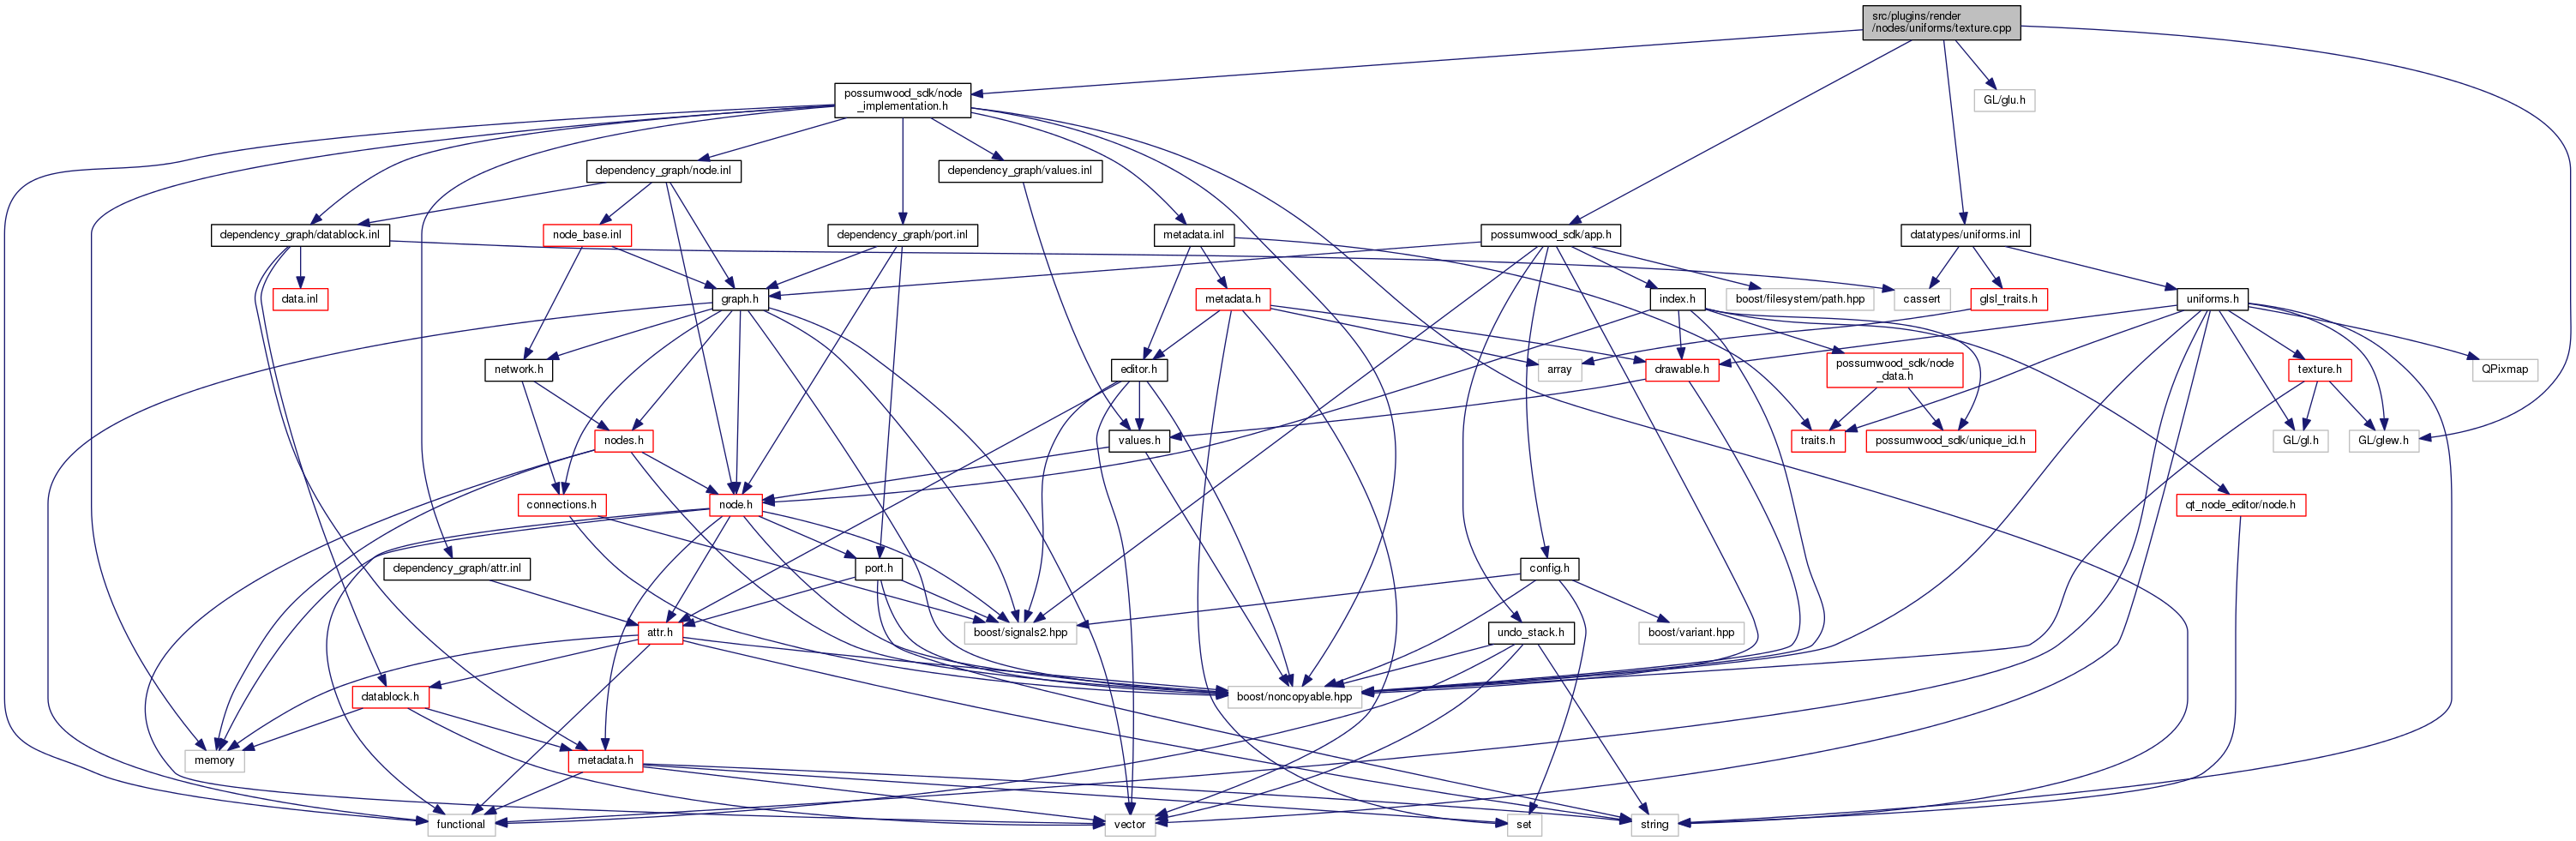 src/plugins/render
/nodes/uniforms/texture.cpp
possumwood_sdk/node
_implementation.h
GL/glu.h
dependency_graph/node.inl
dependency_graph/values.inl
dependency_graph/datablock.inl
node_base.inl
dependency_graph/port.inl
metadata.inl
possumwood_sdk/app.h
datatypes/uniforms.inl
data.inl
graph.h
metadata.h
index.h
boost/filesystem/path.hpp
cassert
glsl_traits.h
uniforms.h
network.h
editor.h
array
drawable.h
possumwood_sdk/node
_data.h
texture.h
QPixmap
nodes.h
values.h
traits.h
possumwood_sdk/unique_id.h
GL/gl.h
GL/glew.h
connections.h
node.h
qt_node_editor/node.h
dependency_graph/attr.inl
port.h
config.h
attr.h
boost/signals2.hpp
undo_stack.h
boost/variant.hpp
datablock.h
boost/noncopyable.hpp
memory
metadata.h
functional
vector
set
string